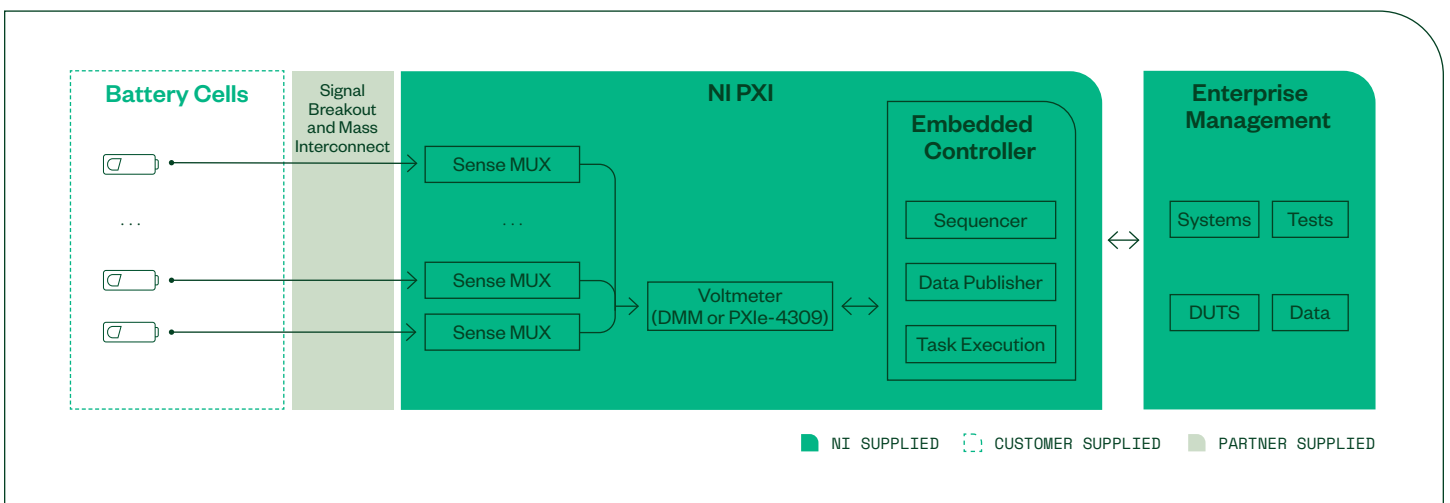 Battery Cells
Signal
Breakout
and Mass
Interconnect
NI PXI
Enterprise
Management
Embedded
Controller
Sense MUX
. . .
. . .
Sequencer
Systems
Tests
Sense MUX
Voltmeter
(DMM or PXIe-4309)
Data Publisher
Sense MUX
Task Execution
DUTS
Data
NI SUPPLIED
CUSTOMER SUPPLIED
PARTNER SUPPLIED